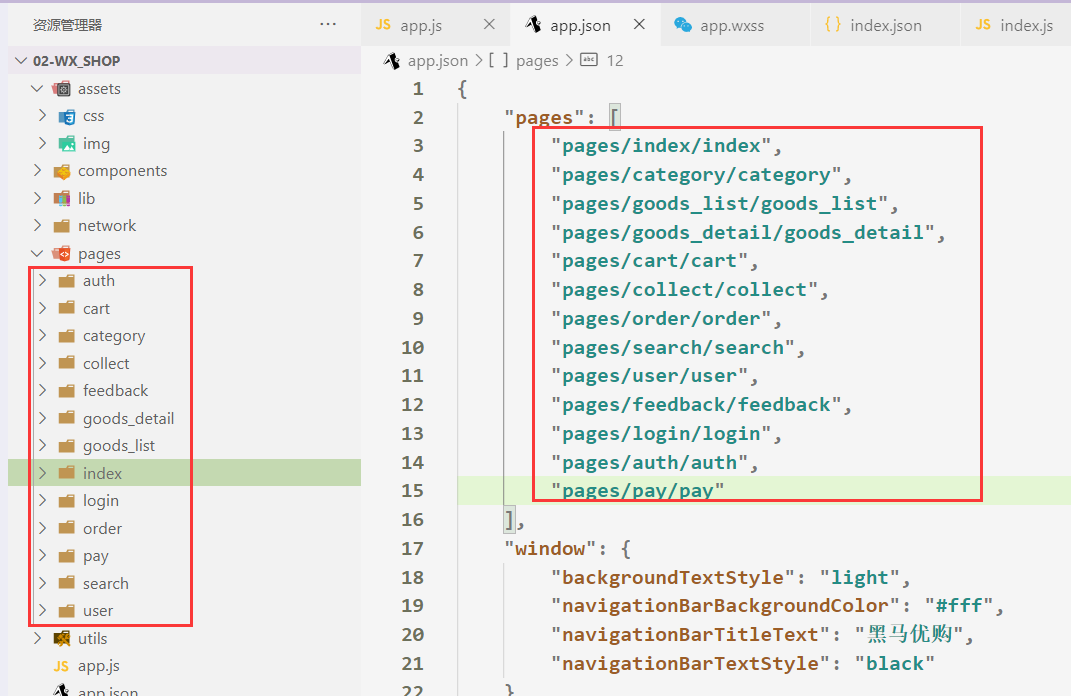 资源管理器 ···
JS app.js × app.json × app.wxss {} index.json JS index.js
02-WX_SHOP
app.json > [ ] pages > abc 12
assets
css
img
components
lib
network
pages
auth
cart
category
collect
feedback
goods_detail
goods_list
index
login
order
pay
search
user
utils
JS app.js
app.json
1 {
2 "pages": [
3 "pages/index/index",
4 "pages/category/category",
5 "pages/goods_list/goods_list",
6 "pages/goods_detail/goods_detail",
7 "pages/cart/cart",
8 "pages/collect/collect",
9 "pages/order/order",
10 "pages/search/search",
11 "pages/user/user",
12 "pages/feedback/feedback",
13 "pages/login/login",
14 "pages/auth/auth",
15 "pages/pay/pay"
16 ],
17 "window": {
18 "backgroundTextStyle": "light",
19 "navigationBarBackgroundColor": "#fff",
20 "navigationBarTitleText": "黑马优购",
21 "navigationBarTextStyle": "black"
22 }